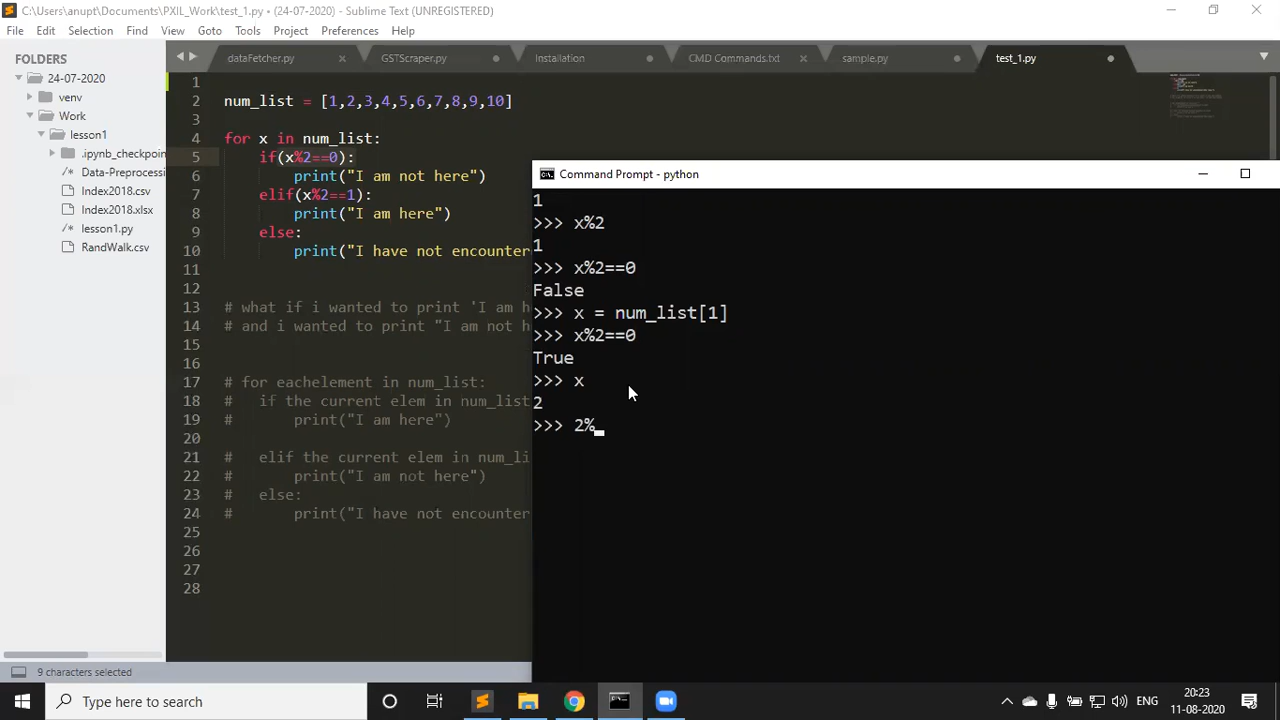 C:\Users\anupt\Documents\PXIL_Work\test_1.py • (24-07-2020) - Sublime Text (UNREGISTERED)
File Edit Selection Find View Goto Tools Project Preferences Help
FOLDERS
24-07-2020
venv
Work
lesson1
.ipynb_checkpoin
Data-Preprocessi
Index2018.csv
Index2018.xlsx
lesson1.py
RandWalk.csv
dataFetcher.py GSTScraper.py Installation CMD Commands.txt sample.py test_1.py
1
2 num_list = [1,2,3,4,5,6,7,8,9,10]
3
4 for x in num_list:
5 if(x%2==0):
6 print("I am not here")
7 elif(x%2==1):
8 print("I am here")
9 else:
10 print("I have not encounter
11
12
13 # what if i wanted to print 'I am h
14 # and i wanted to print "I am not h
15
16
17 # for eachelement in num_list:
18 # if the current elem in num_list
19 # print("I am here")
20
21 # elif the current elem in num_li
22 # print("I am not here")
23 # else:
24 # print("I have not encounter
25
26
27
28
Command Prompt - python
1
>>> x%2
1
>>> x%2==0
False
>>> x = num_list[1]
>>> x%2==0
True
>>> x
2
>>> 2%_
9 characters selected
Type here to search
ENG
20:23
11-08-2020